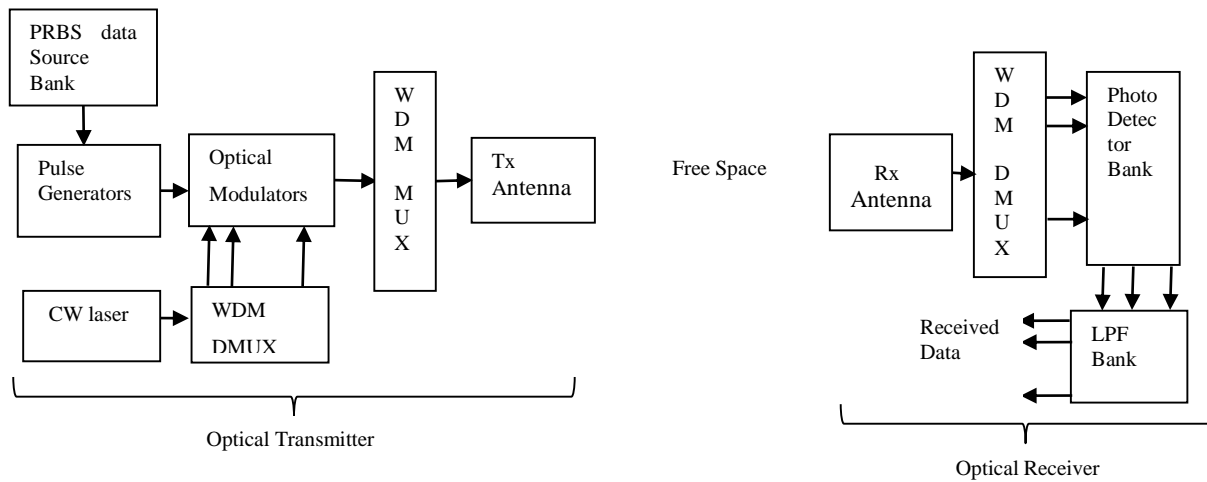 PRBS data
Source
Bank
Pulse
Generators
Optical
Modulators
W
D
M
M
U
X
Tx
Antenna
CW laser
WDM
DMUX
Optical Transmitter
Free Space
Rx
Antenna
W
D
M
D
M
U
X
Photo
Detec
tor
Bank
LPF
Bank
Received
Data
Optical Receiver